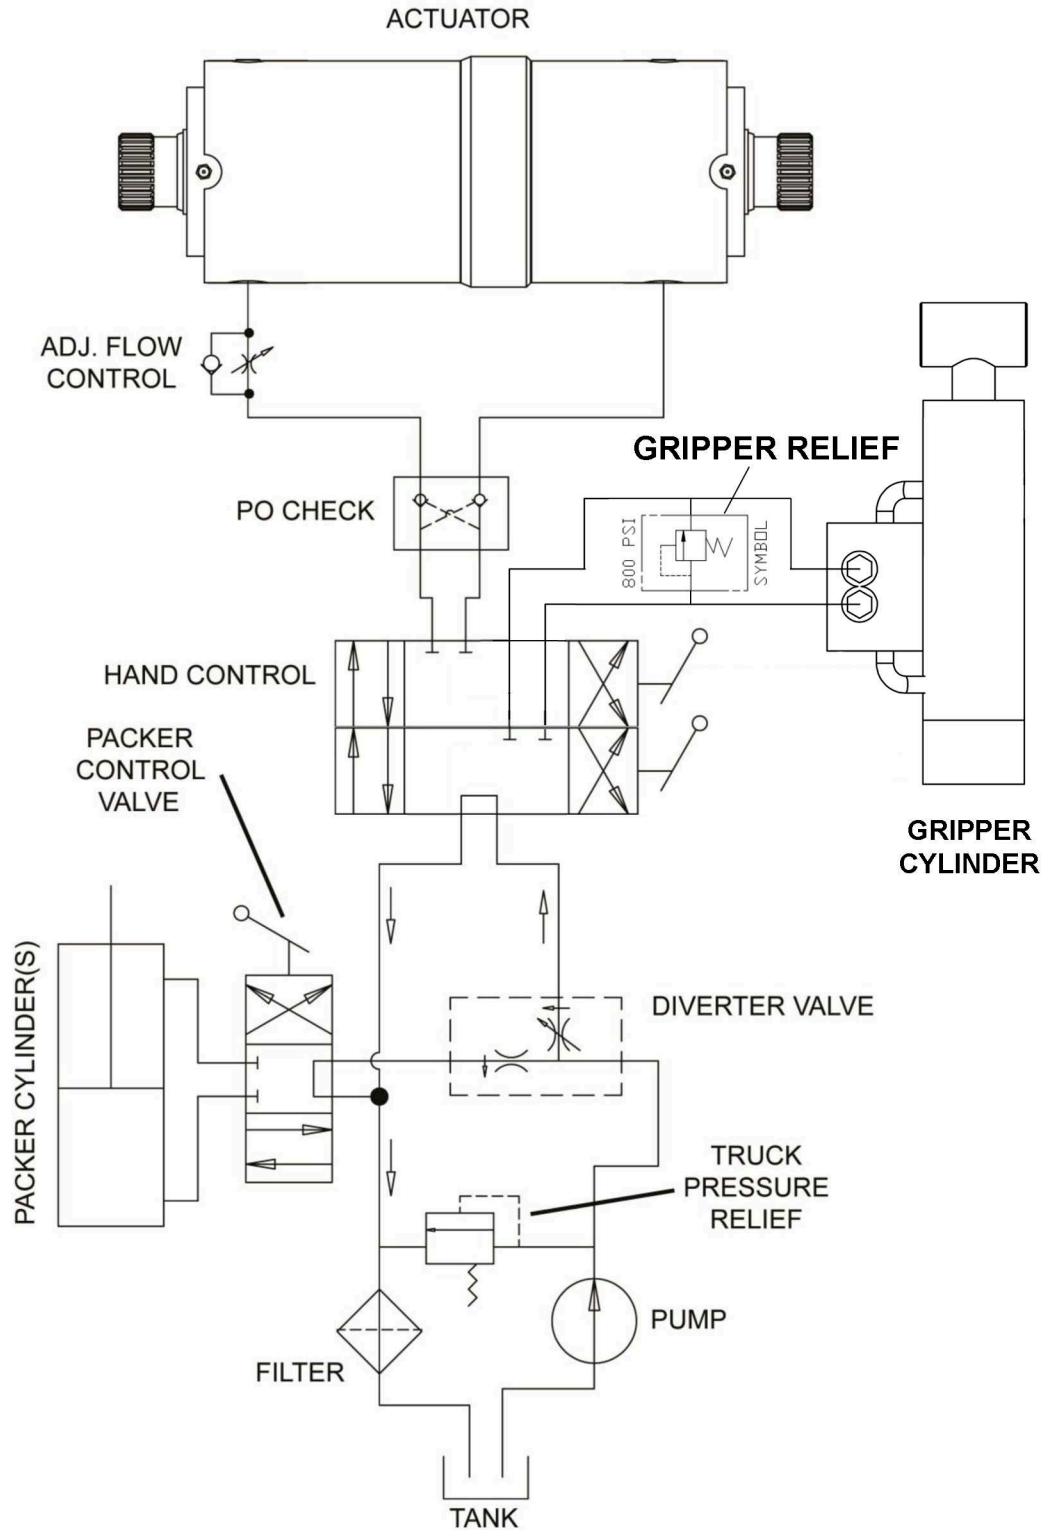 ACTUATOR
ADJ. FLOW
CONTROL
GRIPPER RELIEF
PO CHECK
800 PSI
SYMBOL
HAND CONTROL
PACKER
CONTROL
VALVE
GRIPPER
CYLINDER
PACKER CYLINDER(S)
DIVERTER VALVE
TRUCK
PRESSURE
RELIEF
PUMP
FILTER
TANK